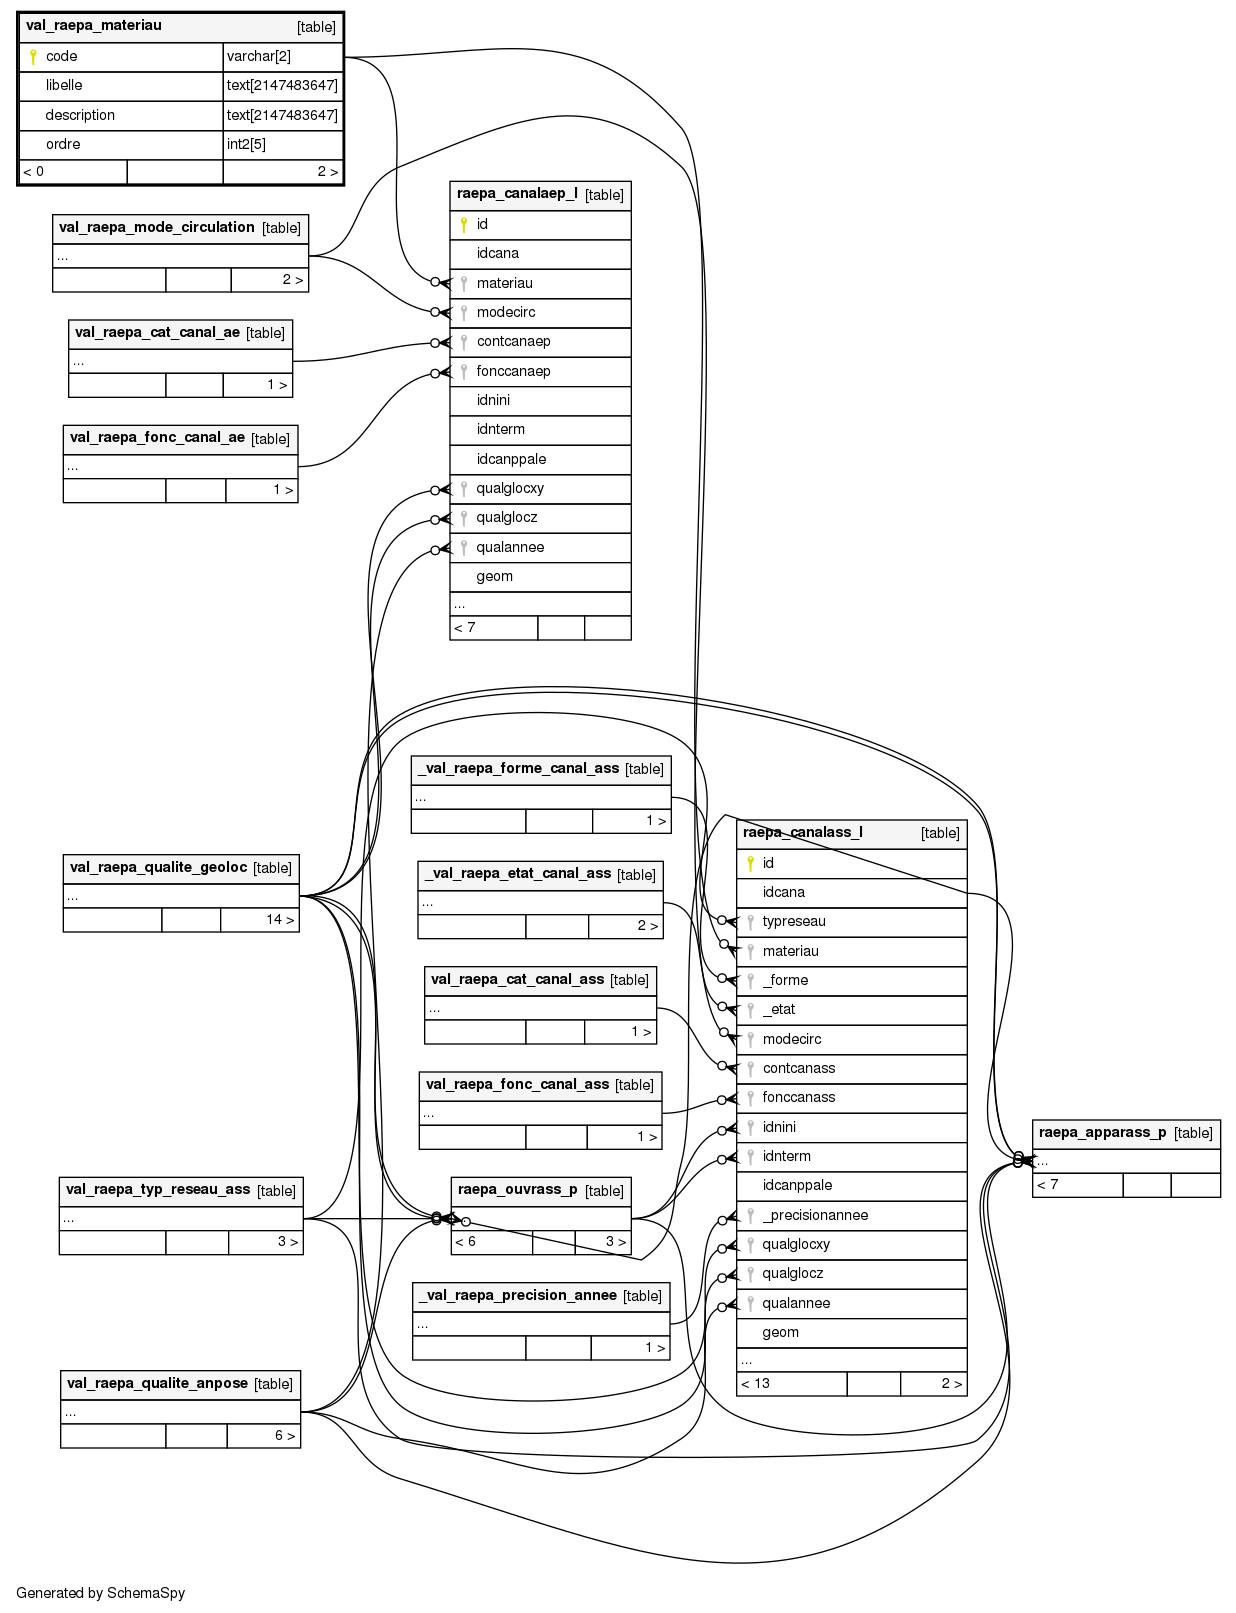 val_raepa_materiau [table]
code varchar[2]
libelle text[2147483647]
description text[2147483647]
ordre int2[5]
< 0 2 >
val_raepa_mode_circulation [table]
...
2 >
val_raepa_cat_canal_ae [table]
...
1 >
val_raepa_fonc_canal_ae [table]
...
1 >
raepa_canalaep_l [table]
id
idcana
materiau
modecirc
contcanaep
fonccanaep
idnini
idnterm
idcanppale
qualglocxy
qualglocz
qualannee
geom
...
< 7
_val_raepa_forme_canal_ass [table]
...
1 >
val_raepa_qualite_geoloc [table]
...
14 >
_val_raepa_etat_canal_ass [table]
...
2 >
val_raepa_cat_canal_ass [table]
...
1 >
val_raepa_fonc_canal_ass [table]
...
1 >
raepa_canalass_l [table]
id
idcana
typreseau
materiau
_forme
_etat
modecirc
contcanass
fonccanass
idnini
idnterm
idcanppale
_precisionannee
qualglocxy
qualglocz
qualannee
geom
...
< 13 2 >
raepa_apparass_p [table]
...
< 7
val_raepa_typ_reseau_ass [table]
...
3 >
raepa_ouvrass_p [table]
...
< 6 3 >
_val_raepa_precision_annee [table]
...
1 >
val_raepa_qualite_anpose [table]
...
6 >
Generated by SchemaSpy